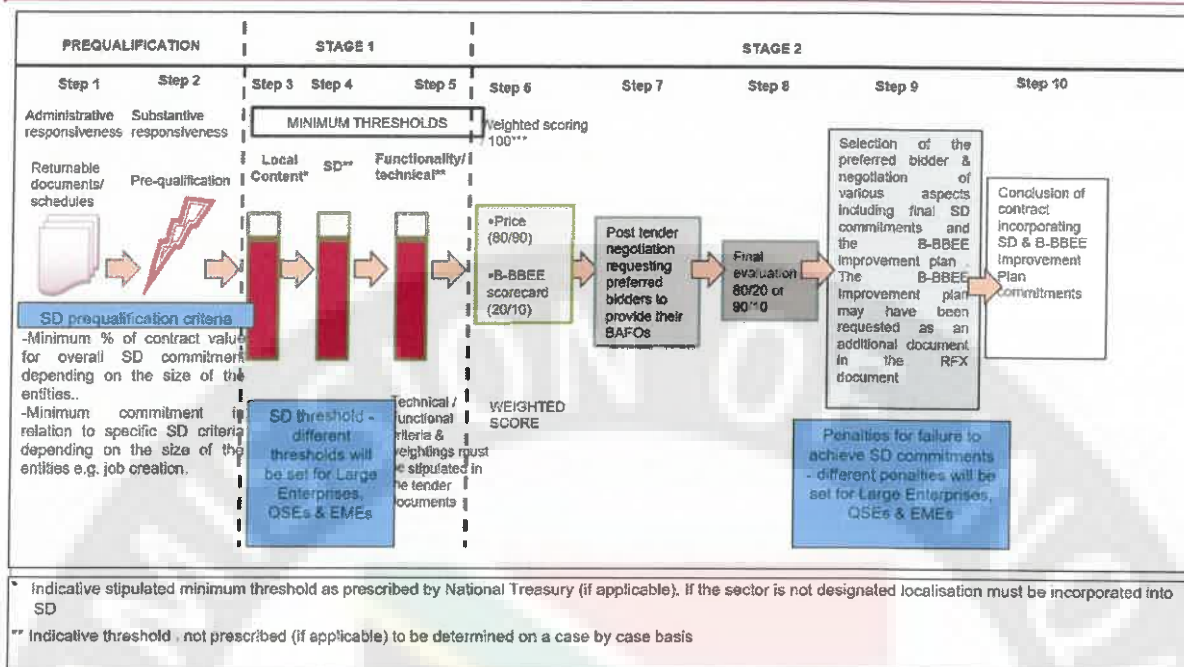 PREQUALIFICATION
STAGE 1
STAGE 2
Step 1
Step 2
Step 3
Step 4
Step 5
Step 6
Step 7
Step 8
Step 9
Step 10
Administrative
responsiveness
Substantive
responsiveness
MINIMUM THRESHOLDS
Weighted scoring
/ 100***
Returnable
documents/
schedules
Pre-qualification
Local
Content*
SD**
Functionality/
technical**
•Price
(80/90)
•B-BBEE
scorecard
(20/10)
Post tender
negotiation
requesting
preferred
bidders to
provide their
BAFOs
Final
evaluation
80/20 or
90/10
Selection of the
preferred bidder &
negotiation of
various aspects
including final SD
commitments and
the B-BBEE
improvement plan .
The B-BBEE
Improvement plan
may have been
requested as an
additional document
in the RFX
document
Conclusion of
contract
incorporating
SD & B-BBEE
Improvement
Plan
commitments
SD prequalification criteria
-Minimum % of contract value
for overall SD commitment
depending on the size of the
entities..
-Minimum commitment in
relation to specific SD criteria
depending on the size of the
entities e.g. job creation.
SD threshold -
different
thresholds will
be set for Large
Enterprises,
QSEs & EMEs
Technical /
functional
criteria &
weightings must
be stipulated in
the tender
documents
WEIGHTED
SCORE
Penalties for failure to
achieve SD commitments
- different penalties will be
set for Large Enterprises,
QSEs & EMEs
* Indicative stipulated minimum threshold as prescribed by National Treasury (if applicable). If the sector is not designated localisation must be incorporated into
SD
** Indicative threshold , not prescribed (if applicable) to be determined on a case by case basis